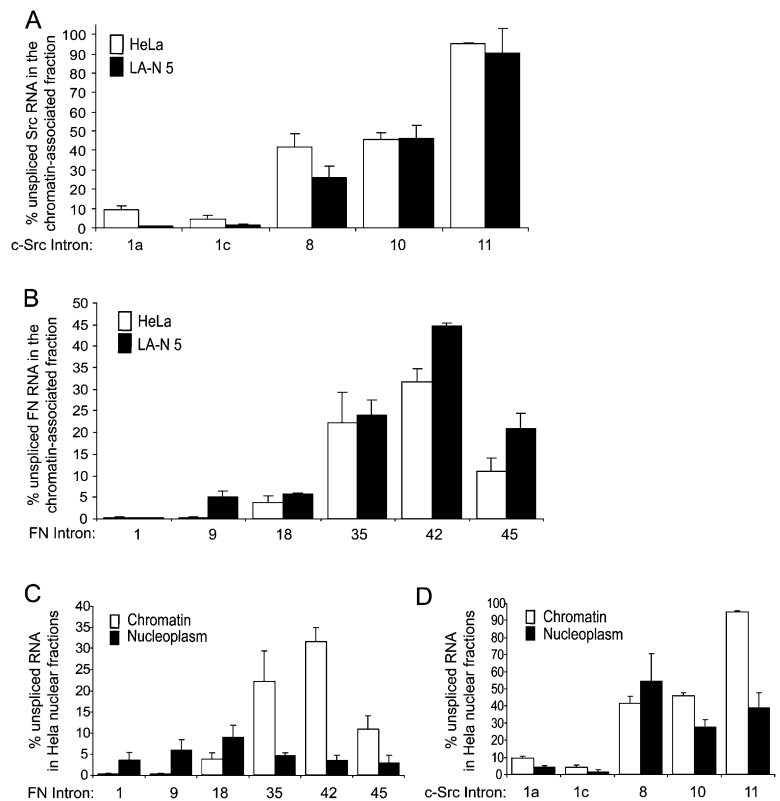 A
% unspliced Src RNA in the
chromatin-associated fraction
100
90
80
70
60
50
40
30
20
10
0
HeLa
LA-N 5
c-Src Intron: 1a 1c 8 10 11
B
% unspliced FN RNA in the
chromatin-associated fraction
50
45
40
35
30
25
20
15
10
5
0
HeLa
LA-N 5
FN Intron: 1 9 18 35 42 45
C
% unspliced RNA
in Hela nuclear fractions
40
35
30
25
20
15
10
5
0
Chromatin
Nucleoplasm
FN Intron: 1 9 18 35 42 45
D
% unspliced RNA
in Hela nuclear fractions
100
90
80
70
60
50
40
30
20
10
0
Chromatin
Nucleoplasm
c-Src Intron: 1a 1c 8 10 11